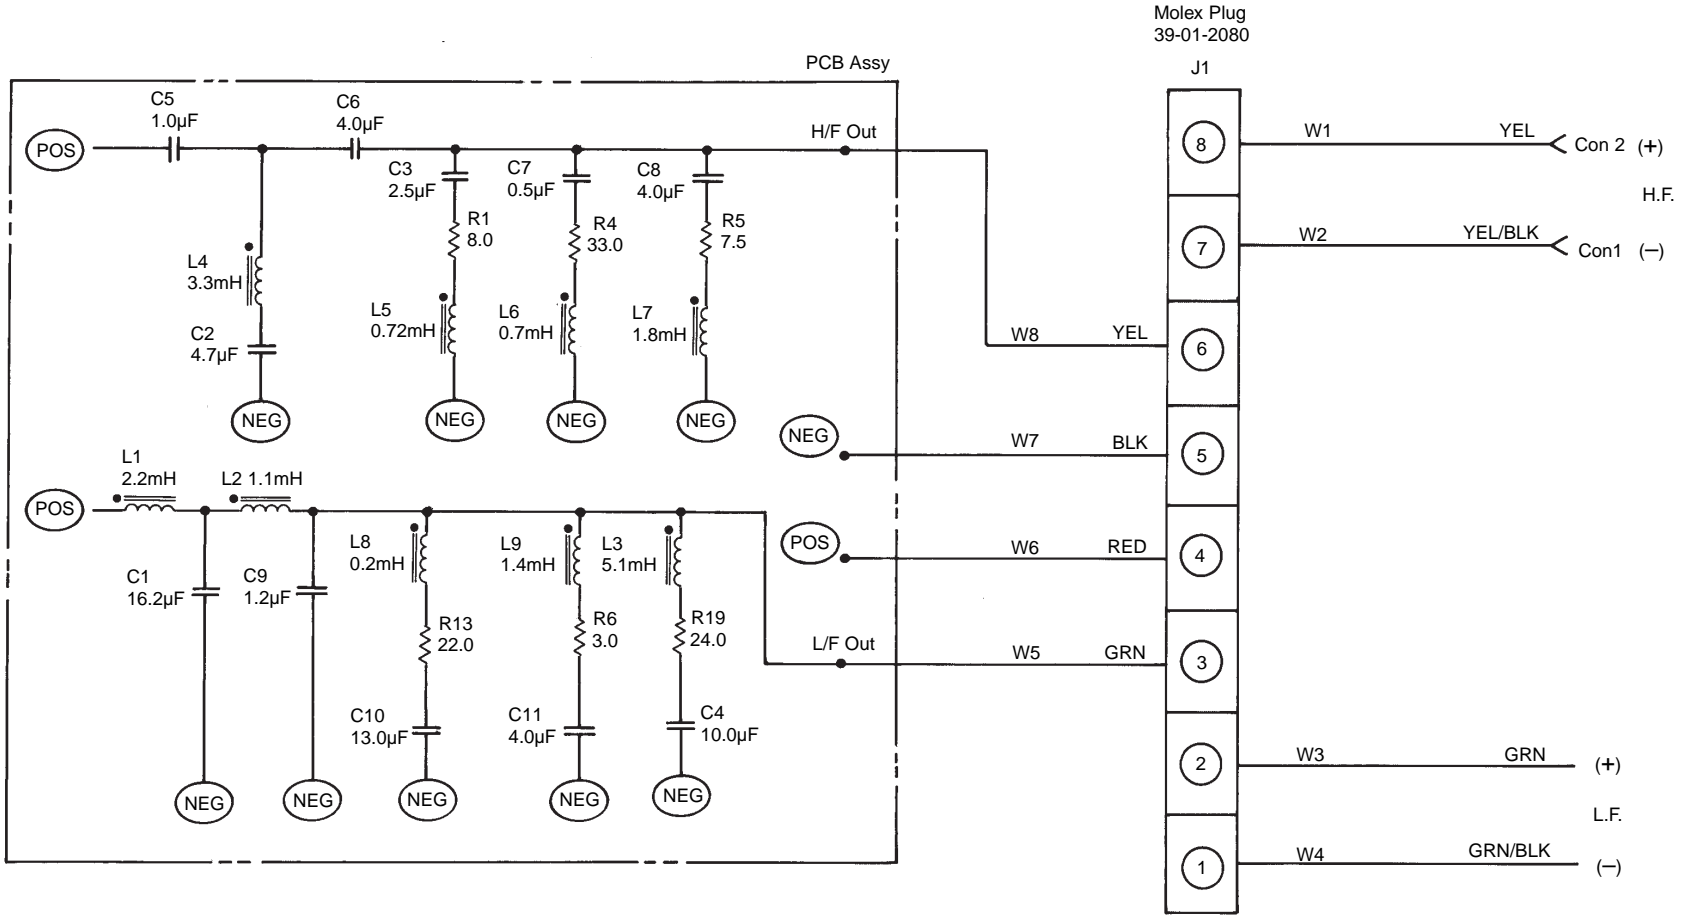 Molex Plug
39-01-2080
J1
PCB Assy
C5
1.0µF
C6
4.0µF
POS
H/F Out
C3
2.5µF
C7
0.5µF
C8
4.0µF
R1
8.0
R4
33.0
R5
7.5
L4
3.3mH
L5
0.72mH
L6
0.7mH
L7
1.8mH
C2
4.7µF
NEG
NEG
NEG
NEG
NEG
L1
2.2mH
L2 1.1mH
POS
POS
L8
0.2mH
L9
1.4mH
L3
5.1mH
C1
16.2µF
C9
1.2µF
R13
22.0
R6
3.0
R19
24.0
L/F Out
C10
13.0µF
C11
4.0µF
C4
10.0µF
NEG
NEG
NEG
NEG
NEG
W8 YEL
W7 BLK
W6 RED
W5 GRN
8
7
6
5
4
3
2
1
W1 YEL Con 2 (+)
H.F.
W2 YEL/BLK Con1 (–)
W3 GRN (+)
L.F.
W4 GRN/BLK (–)